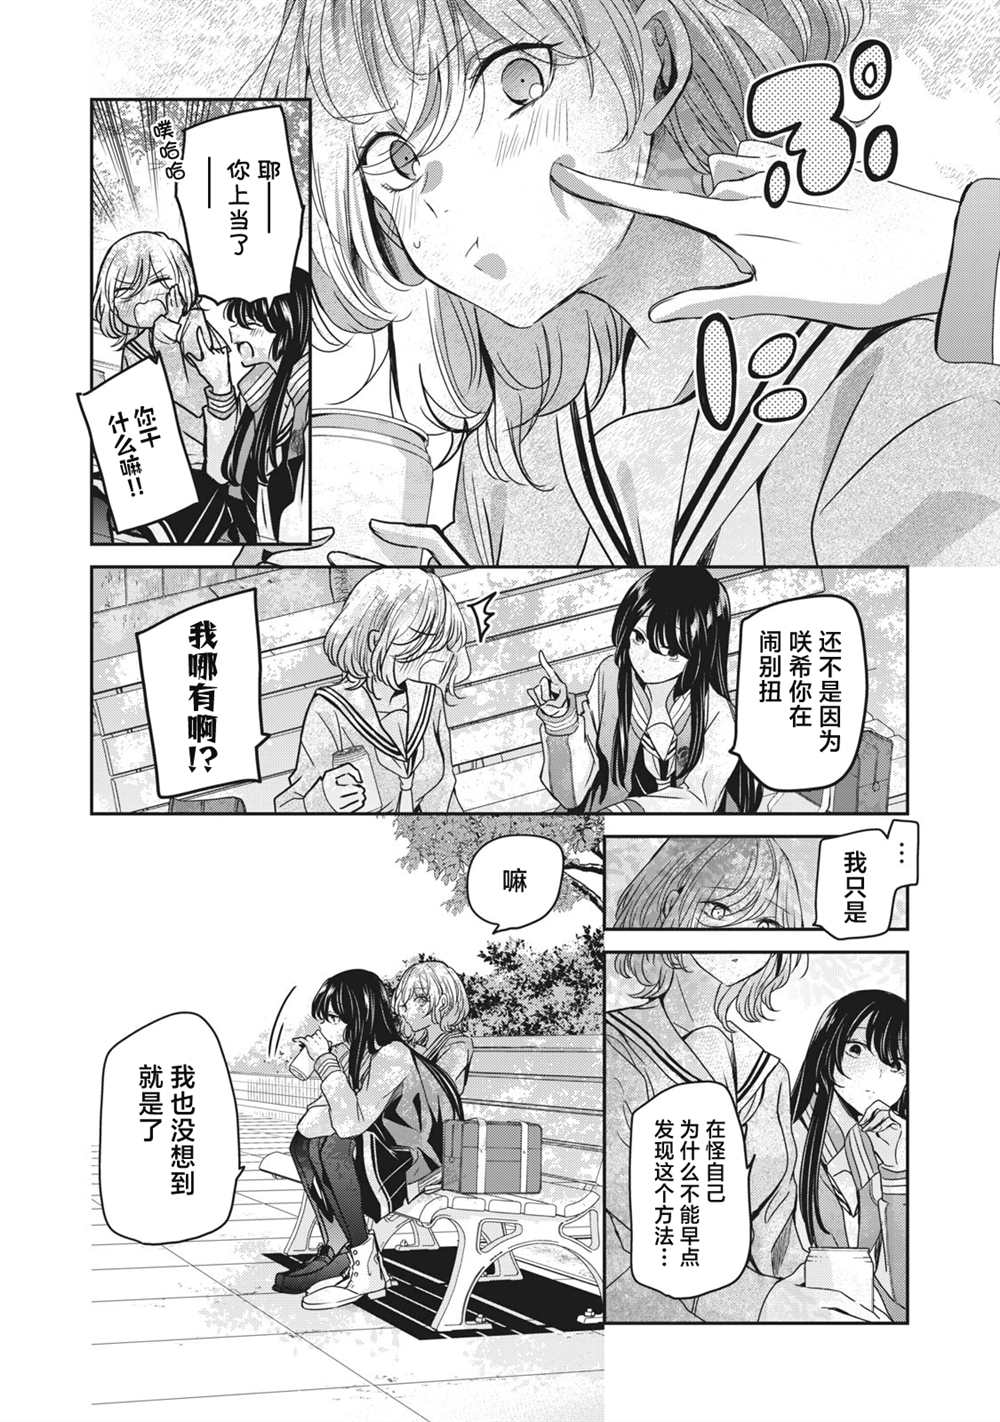 プニ
耶
——
你上当了
——
噗哈哈
你干
什么嘛!!
还不是因为
咲希你在
闹别扭
我哪有啊!?
…
我只是
在怪自己
为什么不能早点
发现这个方法…
嘛
我也没想到
就是了